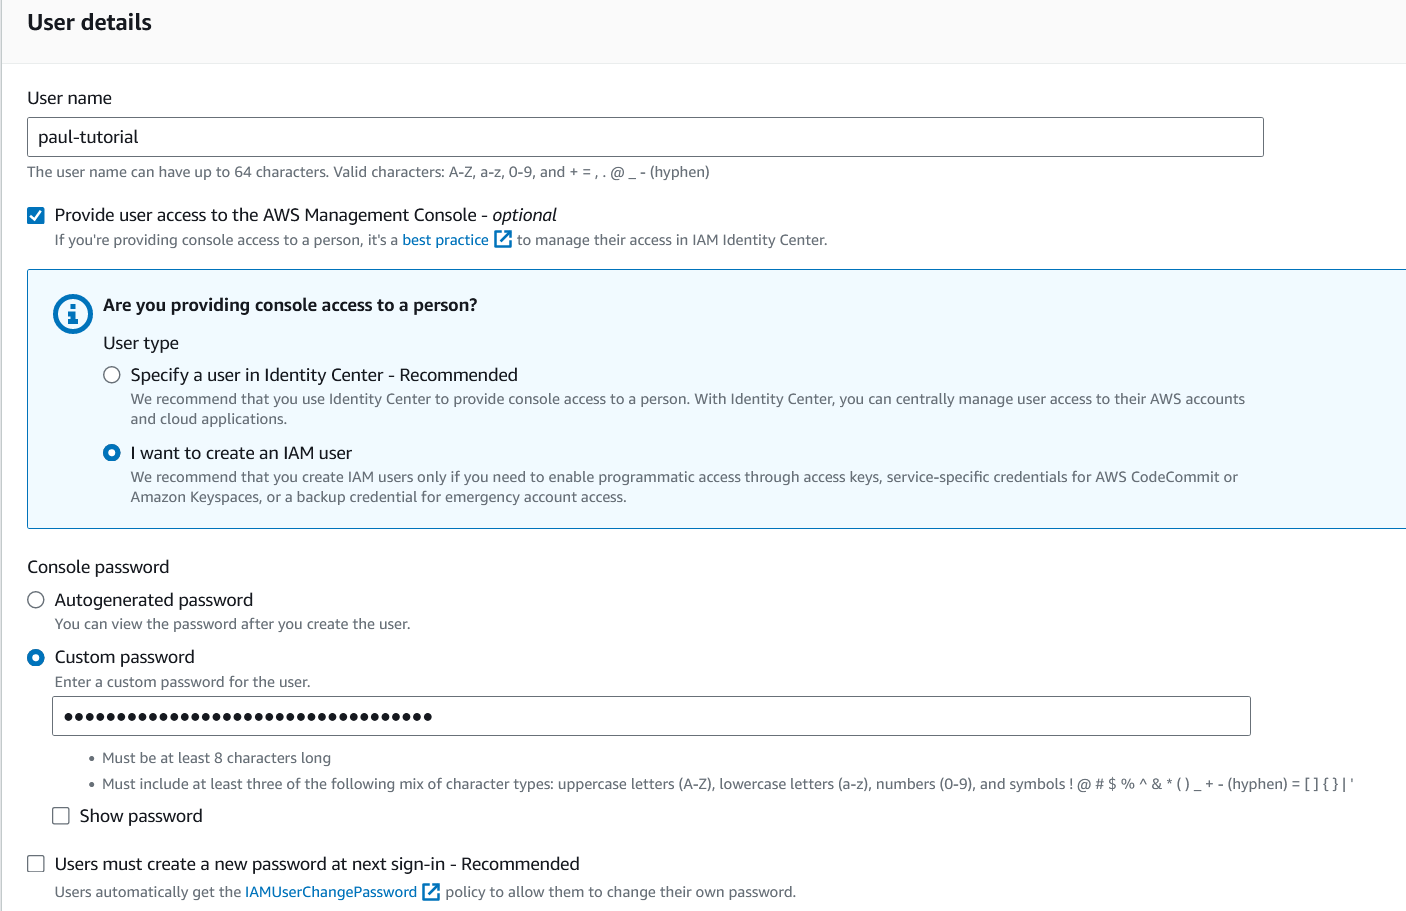 User details
User name
paul-tutorial
The user name can have up to 64 characters. Valid characters: A-Z, a-z, 0-9, and + = , . @ _ - (hyphen)
Provide user access to the AWS Management Console - optional
If you're providing console access to a person, it's a best practice to manage their access in IAM Identity Center.
Are you providing console access to a person?
User type
Specify a user in Identity Center - Recommended
We recommend that you use Identity Center to provide console access to a person. With Identity Center, you can centrally manage user access to their AWS accounts
and cloud applications.
I want to create an IAM user
We recommend that you create IAM users only if you need to enable programmatic access through access keys, service-specific credentials for AWS CodeCommit or
Amazon Keyspaces, or a backup credential for emergency account access.
Console password
Autogenerated password
You can view the password after you create the user.
Custom password
Enter a custom password for the user.
•••••••••••••••••••••••••••••••••••
• Must be at least 8 characters long
• Must include at least three of the following mix of character types: uppercase letters (A-Z), lowercase letters (a-z), numbers (0-9), and symbols ! @ # $ % ^ & * ( ) _ + - (hyphen) = [ ] { } | '
Show password
Users must create a new password at next sign-in - Recommended
Users automatically get the IAMUserChangePassword policy to allow them to change their own password.